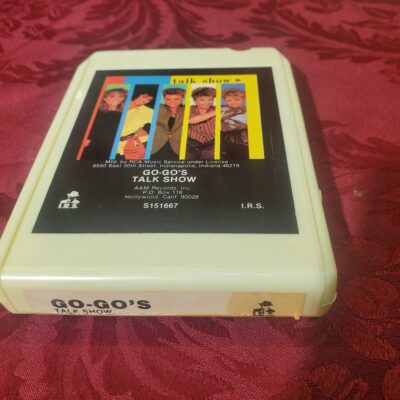 talk show
Mfd. by RCA Music Service under License
6550 East 30th Street, Indianapolis, Indiana 46219
GO-GO'S
TALK SHOW
A&M Records, Inc.
P.O. Box 118
Hollywood, Calif. 90028
I.R.S.
S151667
I.R.S.
GO-GO'S
TALK SHOW